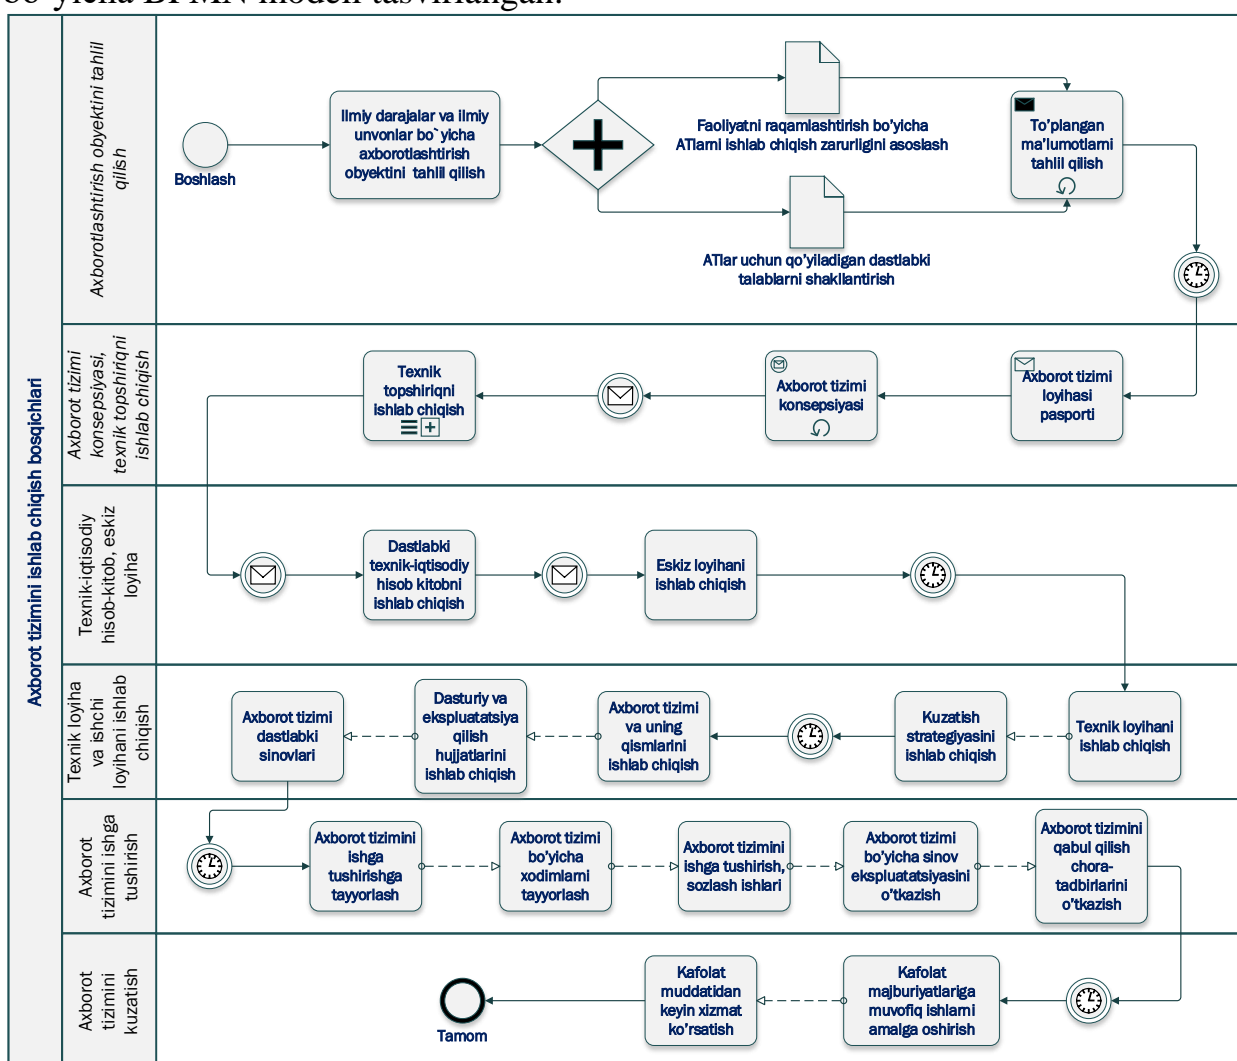 bo'yicha BPMN modeli tasvirlangan.
Axborot tizimini ishlab chiqish bosqichlari
Axborotlashtirish obyektini tahlil
qilish
Boshlash
Ilmiy darajalar va ilmiy
unvonlar bo`yicha
axborotlashtirish
obyektini tahlil qilish
Faoliyatni raqamlashtirish bo'yicha
ATlarni ishlab chiqish zarurligini asoslash
ATlar uchun qo'yiladigan dastlabki
talablarni shakllantirish
To'plangan
ma'lumotlarni
tahlil qilish
Axborot tizimi
konsepsiyasi,
texnik topshiriqni
ishlab chiqish
Texnik
topshiriqni
ishlab chiqish
Axborot tizimi
konsepsiyasi
Axborot tizimi
loyihasi
pasporti
Texnik-iqtisodiy
hisob-kitob, eskiz
loyiha
Dastlabki
texnik-iqtisodiy
hisob kitobni
ishlab chiqish
Eskiz loyihani
ishlab chiqish
Texnik loyiha
va ishchi
loyihani ishlab
chiqish
Axborot tizimi
dastlabki
sinovlari
Dasturiy va
ekspluatatsiya
qilish
hujjatlarini
ishlab chiqish
Axborot tizimi
va uning
qismlarini
ishlab chiqish
Kuzatish
strategiyasini
ishlab chiqish
Texnik loyihani
ishlab chiqish
Axborot
tizimini ishga
tushirish
Axborot tizimini
ishga
tushirishga
tayyorlash
Axborot tizimi
bo'yicha
xodimlarni
tayyorlash
Axborot tizimini
ishga tushirish,
sozlash ishlari
Axborot tizimi
bo'yicha sinov
ekspluatatsiyasini
o'tkazish
Axborot tizimini
qabul qilish
chora-
tadbirlarini
o'tkazish
Axborot
tizimini
kuzatish
Tamom
Kafolat
muddatidan
keyin xizmat
ko'rsatish
Kafolat
majburiyatlariga
muvofiq ishlarni
amalga oshirish